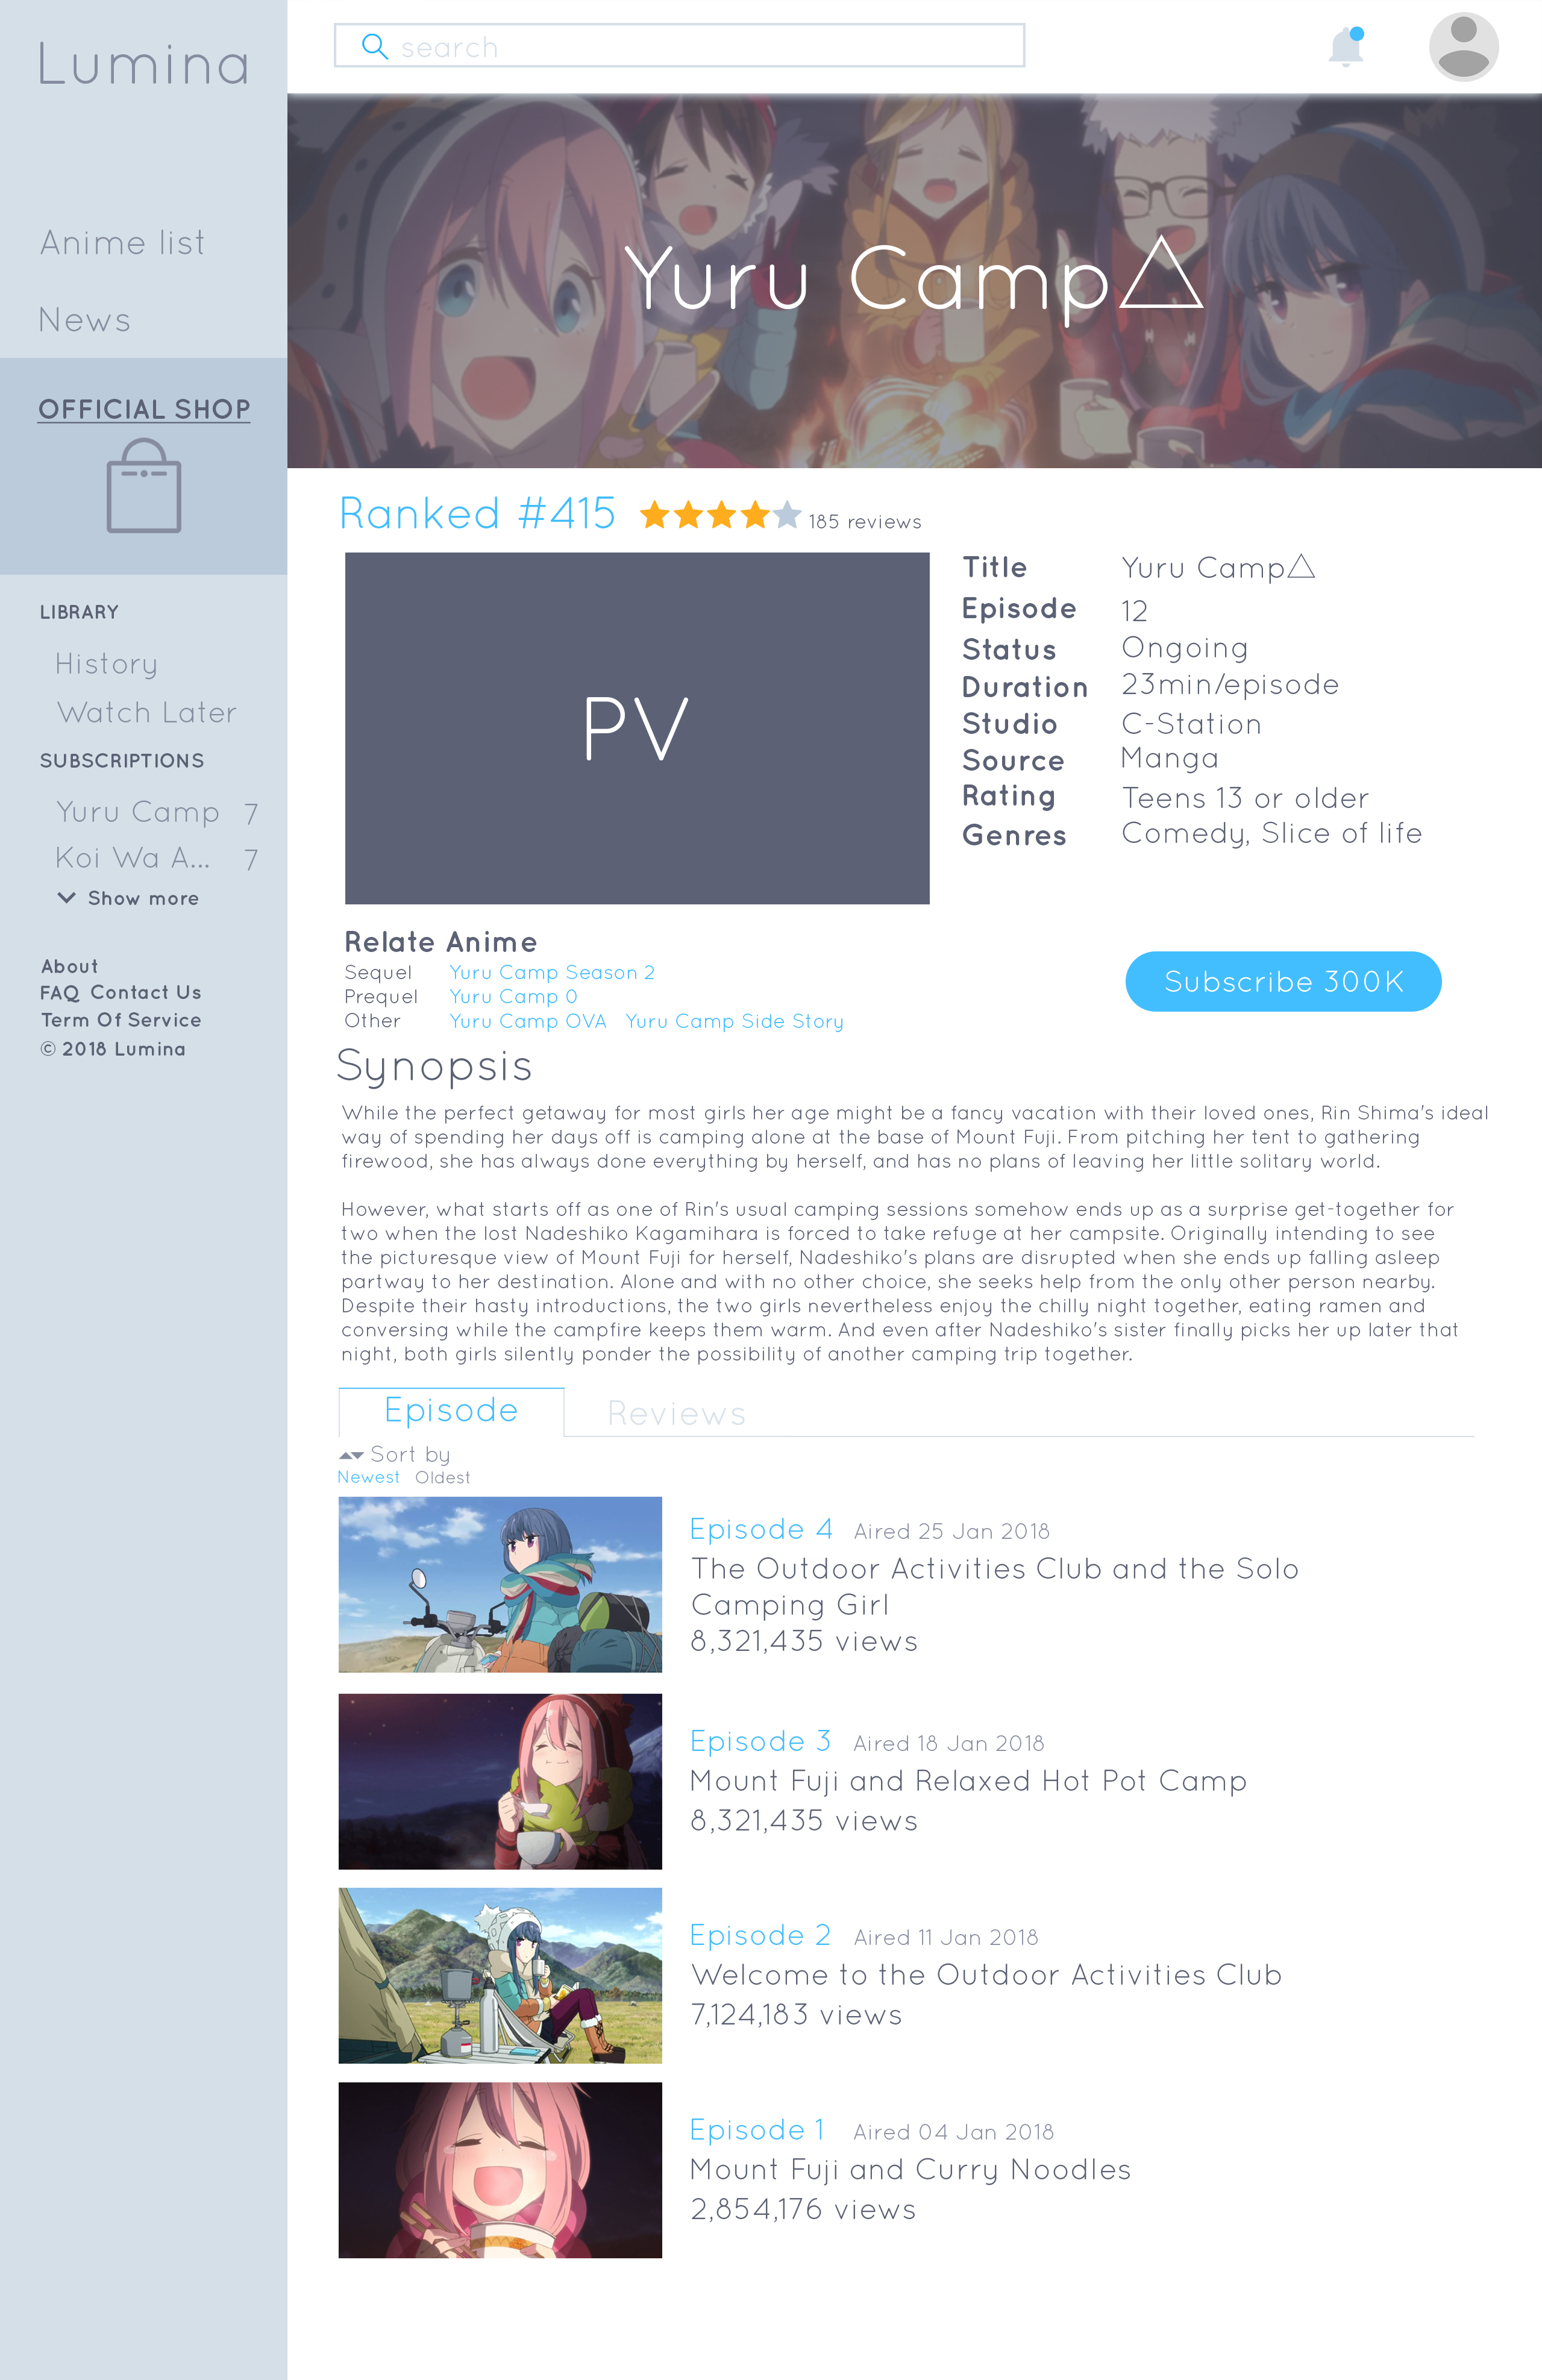 Lumina
search
Anime list
News
OFFICIAL SHOP
LIBRARY
History
Watch Later
SUBSCRIPTIONS
Yuru Camp 7
Koi Wa A... 7
Show more
About
FAQ Contact Us
Term Of Service
© 2018 Lumina
Yuru Camp△
Ranked #415 185 reviews
PV
Title Yuru Camp△
Episode 12
Status Ongoing
Duration 23min/episode
Studio C-Station
Source Manga
Rating Teens 13 or older
Genres Comedy, Slice of life
Relate Anime
Sequel Yuru Camp Season 2
Prequel Yuru Camp 0
Other Yuru Camp OVA Yuru Camp Side Story
Subscribe 300K
Synopsis
While the perfect getaway for most girls her age might be a fancy vacation with their loved ones, Rin Shima's ideal
way of spending her days off is camping alone at the base of Mount Fuji. From pitching her tent to gathering
firewood, she has always done everything by herself, and has no plans of leaving her little solitary world.
However, what starts off as one of Rin's usual camping sessions somehow ends up as a surprise get-together for
two when the lost Nadeshiko Kagamihara is forced to take refuge at her campsite. Originally intending to see
the picturesque view of Mount Fuji for herself, Nadeshiko's plans are disrupted when she ends up falling asleep
partway to her destination. Alone and with no other choice, she seeks help from the only other person nearby.
Despite their hasty introductions, the two girls nevertheless enjoy the chilly night together, eating ramen and
conversing while the campfire keeps them warm. And even after Nadeshiko's sister finally picks her up later that
night, both girls silently ponder the possibility of another camping trip together.
Episode Reviews
Sort by
Newest Oldest
Episode 4 Aired 25 Jan 2018
The Outdoor Activities Club and the Solo
Camping Girl
8,321,435 views
Episode 3 Aired 18 Jan 2018
Mount Fuji and Relaxed Hot Pot Camp
8,321,435 views
Episode 2 Aired 11 Jan 2018
Welcome to the Outdoor Activities Club
7,124,183 views
Episode 1 Aired 04 Jan 2018
Mount Fuji and Curry Noodles
2,854,176 views